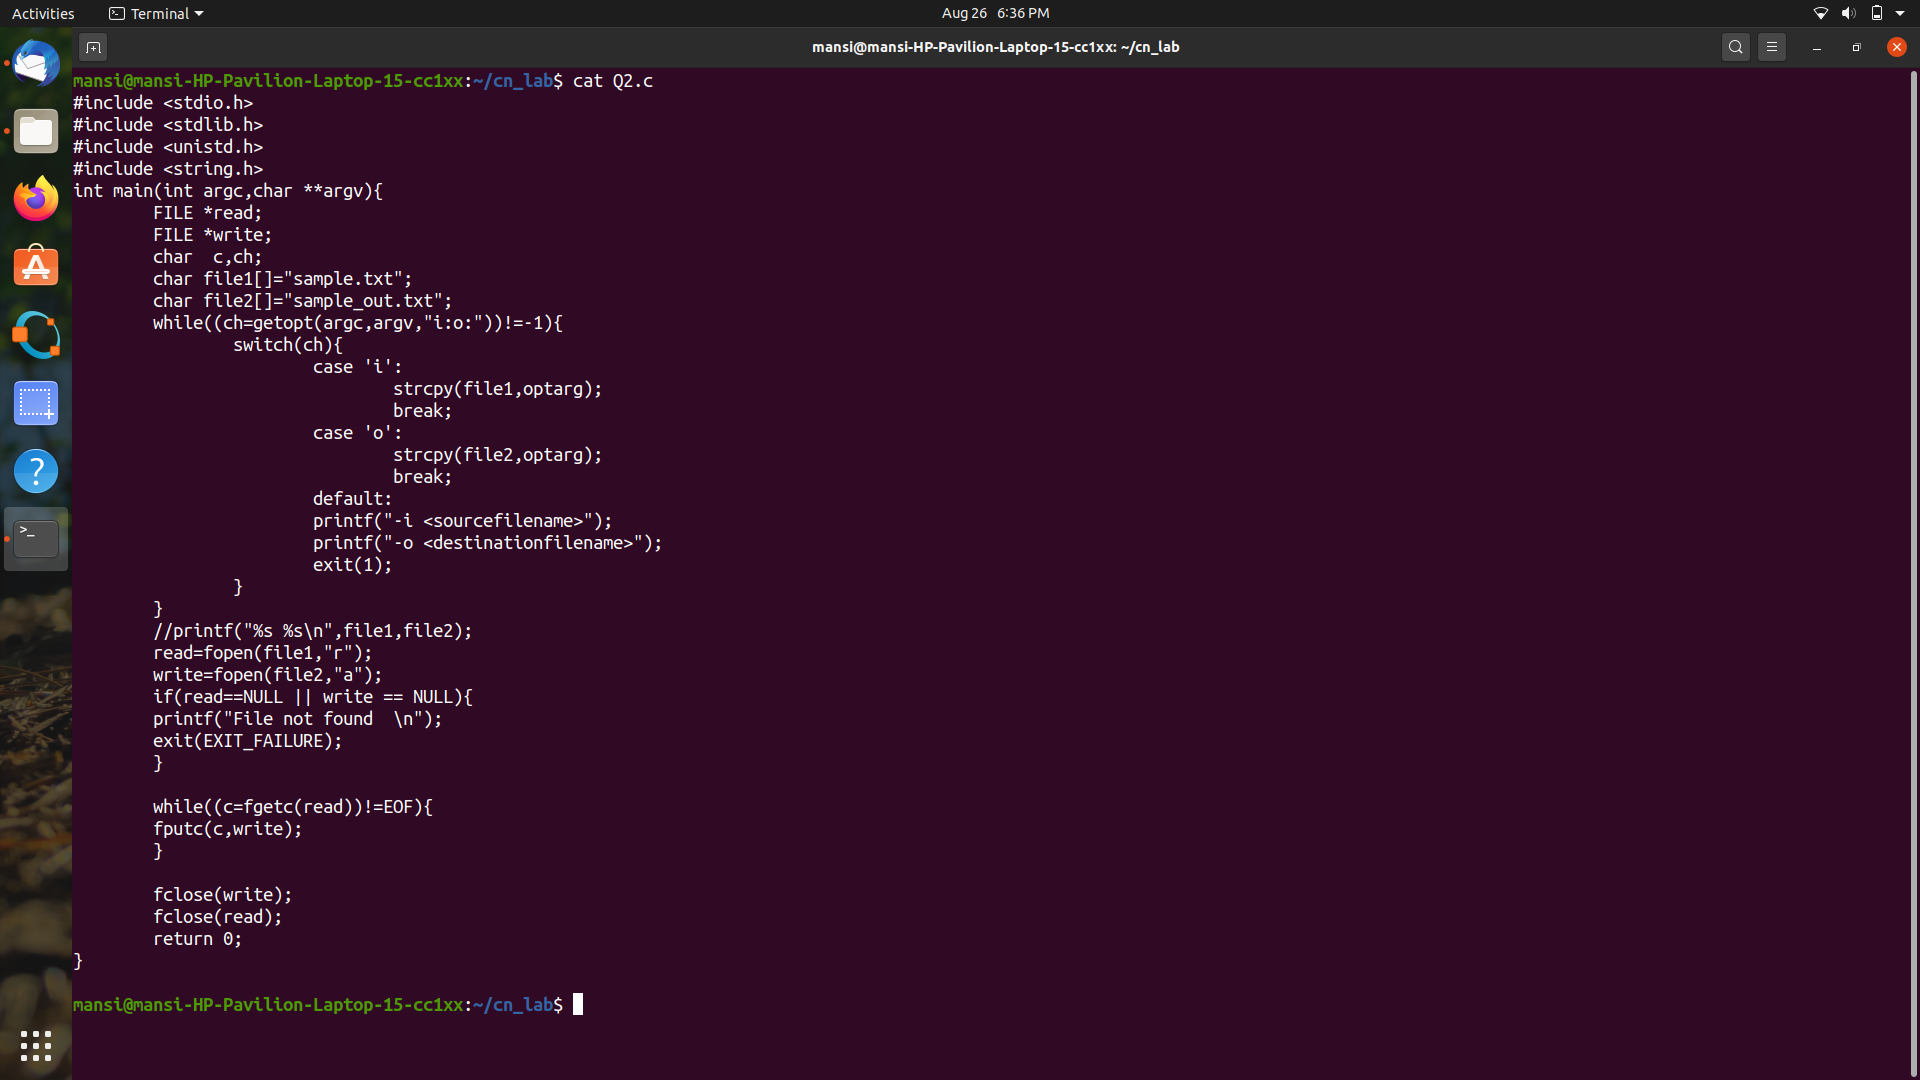 Activities
Terminal
Aug 26 6:36 PM
mansi@mansi-HP-Pavilion-Laptop-15-cc1xx: ~/cn_lab
mansi@mansi-HP-Pavilion-Laptop-15-cc1xx:~/cn_lab$ cat Q2.c
#include <stdio.h>
#include <stdlib.h>
#include <unistd.h>
#include <string.h>
int main(int argc,char **argv){
        FILE *read;
        FILE *write;
        char  c,ch;
        char file1[]="sample.txt";
        char file2[]="sample_out.txt";
        while((ch=getopt(argc,argv,"i:o:"))!=-1){
                switch(ch){
                        case 'i':
                                strcpy(file1,optarg);
                                break;
                        case 'o':
                                strcpy(file2,optarg);
                                break;
                        default:
                        printf("-i <sourcefilename>");
                        printf("-o <destinationfilename>");
                        exit(1);
                }
        }
        //printf("%s %s\n",file1,file2);
        read=fopen(file1,"r");
        write=fopen(file2,"a");
        if(read==NULL || write == NULL){
        printf("File not found  \n");
        exit(EXIT_FAILURE);
        }

        while((c=fgetc(read))!=EOF){
        fputc(c,write);
        }

        fclose(write);
        fclose(read);
        return 0;
}

mansi@mansi-HP-Pavilion-Laptop-15-cc1xx:~/cn_lab$